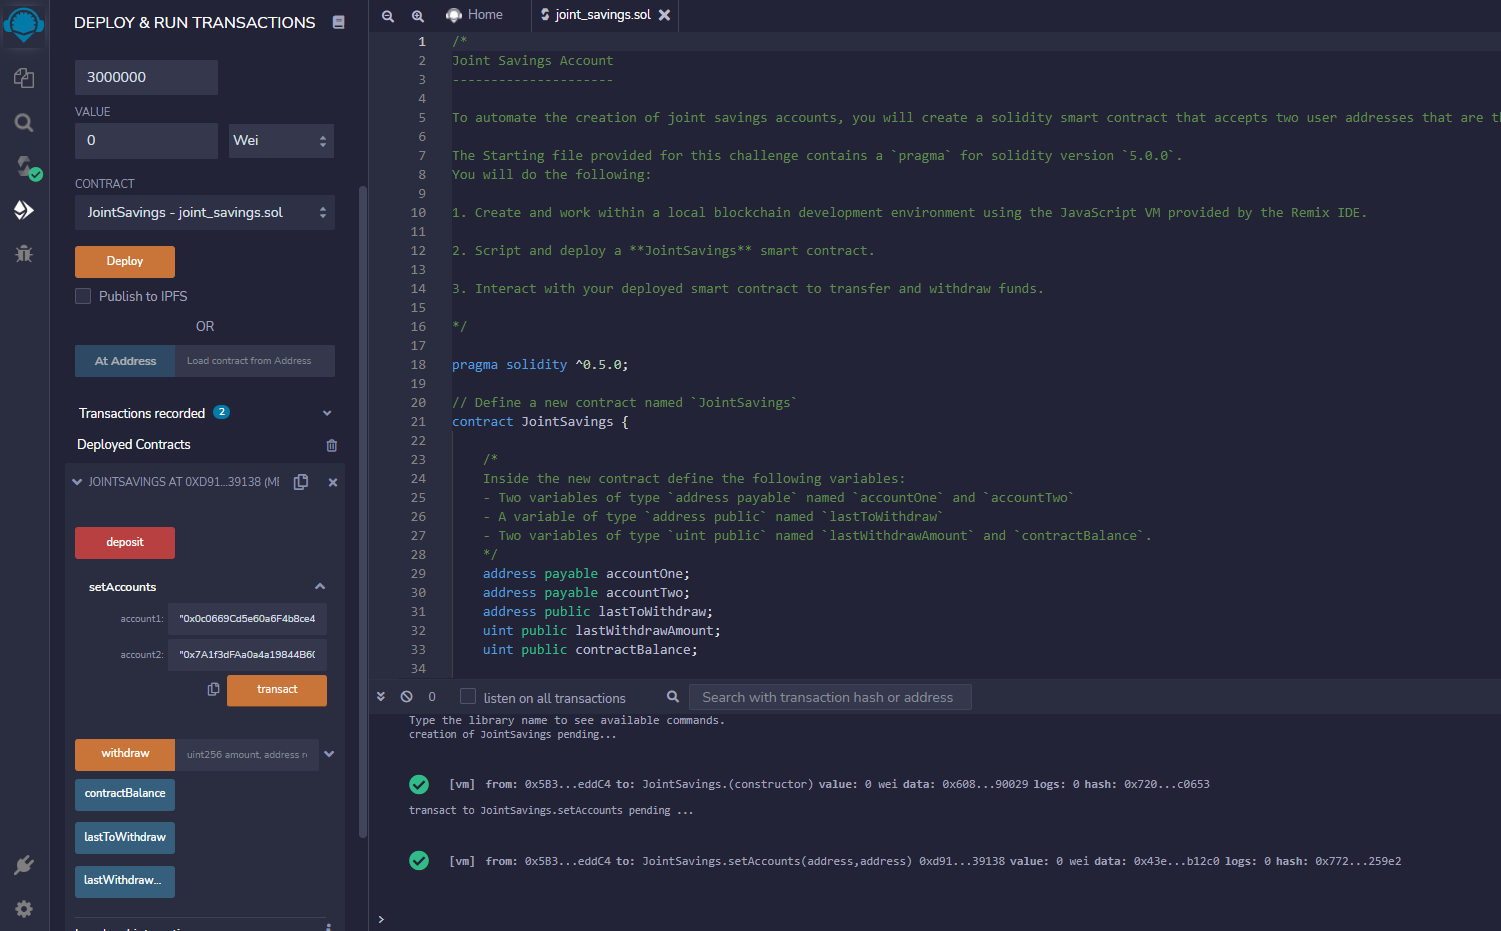 DEPLOY & RUN TRANSACTIONS
3000000
VALUE
0
Wei
CONTRACT
JointSavings - joint_savings.sol
Deploy
Publish to IPFS
OR
At Address
Load contract from Address
Transactions recorded 2
Deployed Contracts
JOINTSAVINGS AT 0XD91...39138 (ME
deposit
setAccounts
account1: "0x0c0669Cd5e60a6F4b8ce4
account2: "0x7A1f3dFAa0a4a19844B60
transact
withdraw
uint256 amount, address re
contractBalance
lastToWithdraw
lastWithdraw...
Home
joint_savings.sol
1 /*
2 Joint Savings Account
3 ---------------------
4
5 To automate the creation of joint savings accounts, you will create a solidity smart contract that accepts two user addresses that are th
6
7 The Starting file provided for this challenge contains a `pragma` for solidity version `5.0.0`.
8 You will do the following:
9
10 1. Create and work within a local blockchain development environment using the JavaScript VM provided by the Remix IDE.
11
12 2. Script and deploy a **JointSavings** smart contract.
13
14 3. Interact with your deployed smart contract to transfer and withdraw funds.
15
16 */
17
18 pragma solidity ^0.5.0;
19
20 // Define a new contract named `JointSavings`
21 contract JointSavings {
22
23 /*
24 Inside the new contract define the following variables:
25 - Two variables of type `address payable` named `accountOne` and `accountTwo`
26 - A variable of type `address public` named `lastToWithdraw`
27 - Two variables of type `uint public` named `lastWithdrawAmount` and `contractBalance`.
28 */
29 address payable accountOne;
30 address payable accountTwo;
31 address public lastToWithdraw;
32 uint public lastWithdrawAmount;
33 uint public contractBalance;
34
0
listen on all transactions
Search with transaction hash or address
Type the library name to see available commands.
creation of JointSavings pending...
[vm] from: 0x5B3...eddC4 to: JointSavings.(constructor) value: 0 wei data: 0x608...90029 logs: 0 hash: 0x720...c0653
transact to JointSavings.setAccounts pending ...
[vm] from: 0x5B3...eddC4 to: JointSavings.setAccounts(address,address) 0xd91...39138 value: 0 wei data: 0x43e...b12c0 logs: 0 hash: 0x772...259e2
>